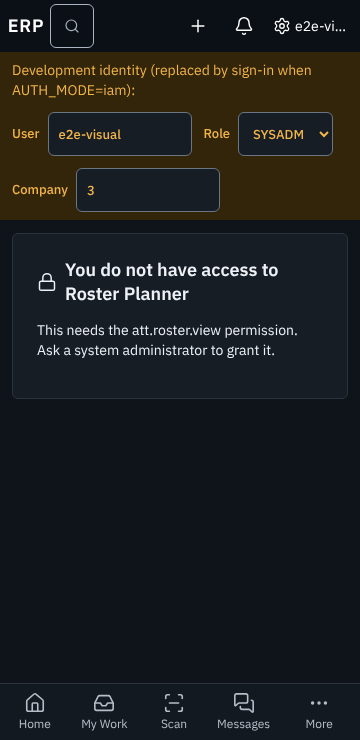 ERP
e2e-vi...
Development identity (replaced by sign-in when
AUTH_MODE=iam):
User e2e-visual Role SYSADM
Company 3
You do not have access to
Roster Planner
This needs the att.roster.view permission.
Ask a system administrator to grant it.
Home My Work Scan Messages More